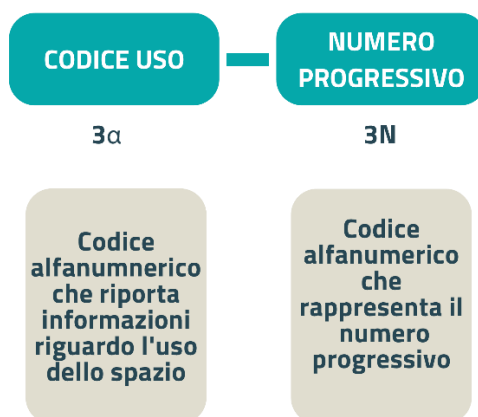 CODICE USO
NUMERO
PROGRESSIVO
3α
3N
Codice
alfanumnerico
che riporta
informazioni
riguardo l'uso
dello spazio
Codice
alfanumerico
che
rappresenta il
numero
progressivo